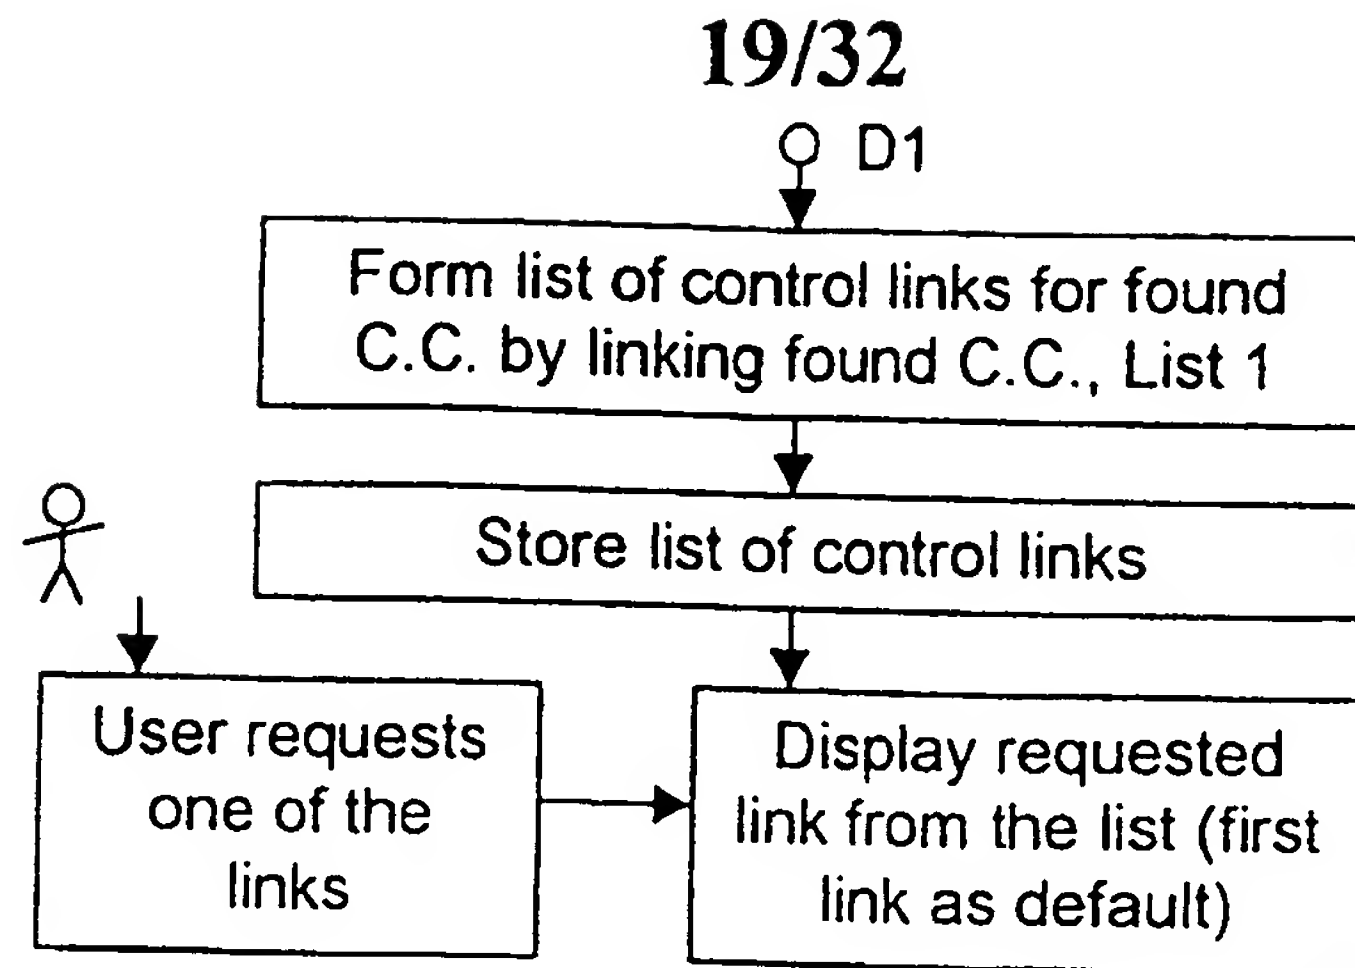 19/32
D1
Form list of control links for found
C.C. by linking found C.C., List 1
Store list of control links
User requests
one of the
links
Display requested
link from the list (first
link as default)